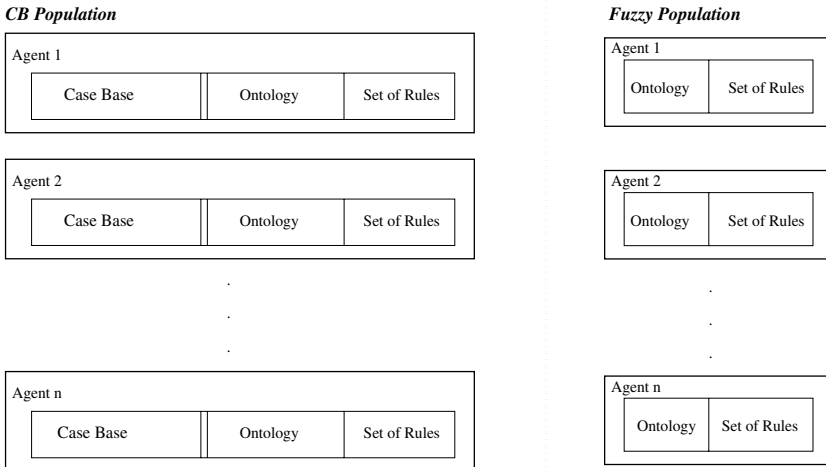 CB Population
Agent 1
Case Base
Ontology
Set of Rules
Agent 2
Case Base
Ontology
Set of Rules
.
.
.
Agent n
Case Base
Ontology
Set of Rules
Fuzzy Population
Agent 1
Ontology
Set of Rules
Agent 2
Ontology
Set of Rules
.
.
.
Agent n
Ontology
Set of Rules